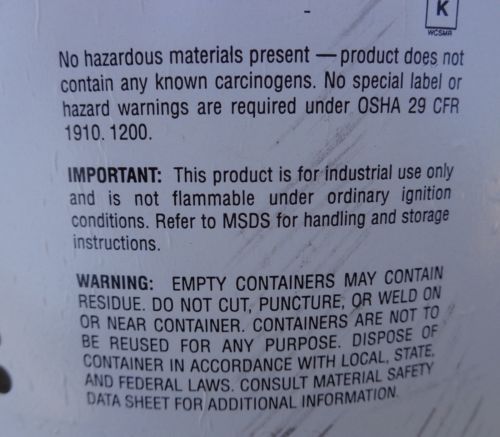 K
WCSMR
No hazardous materials present — product does not
contain any known carcinogens. No special label or
hazard warnings are required under OSHA 29 CFR
1910. 1200.
IMPORTANT: This product is for industrial use only
and is not flammable under ordinary ignition
conditions. Refer to MSDS for handling and storage
instructions.
WARNING: EMPTY CONTAINERS MAY CONTAIN
RESIDUE. DO NOT CUT, PUNCTURE, OR WELD ON
OR NEAR CONTAINER. CONTAINERS ARE NOT TO
BE REUSED FOR ANY PURPOSE. DISPOSE OF
CONTAINER IN ACCORDANCE WITH LOCAL, STATE,
AND FEDERAL LAWS. CONSULT MATERIAL SAFETY
DATA SHEET FOR ADDITIONAL INFORMATION.